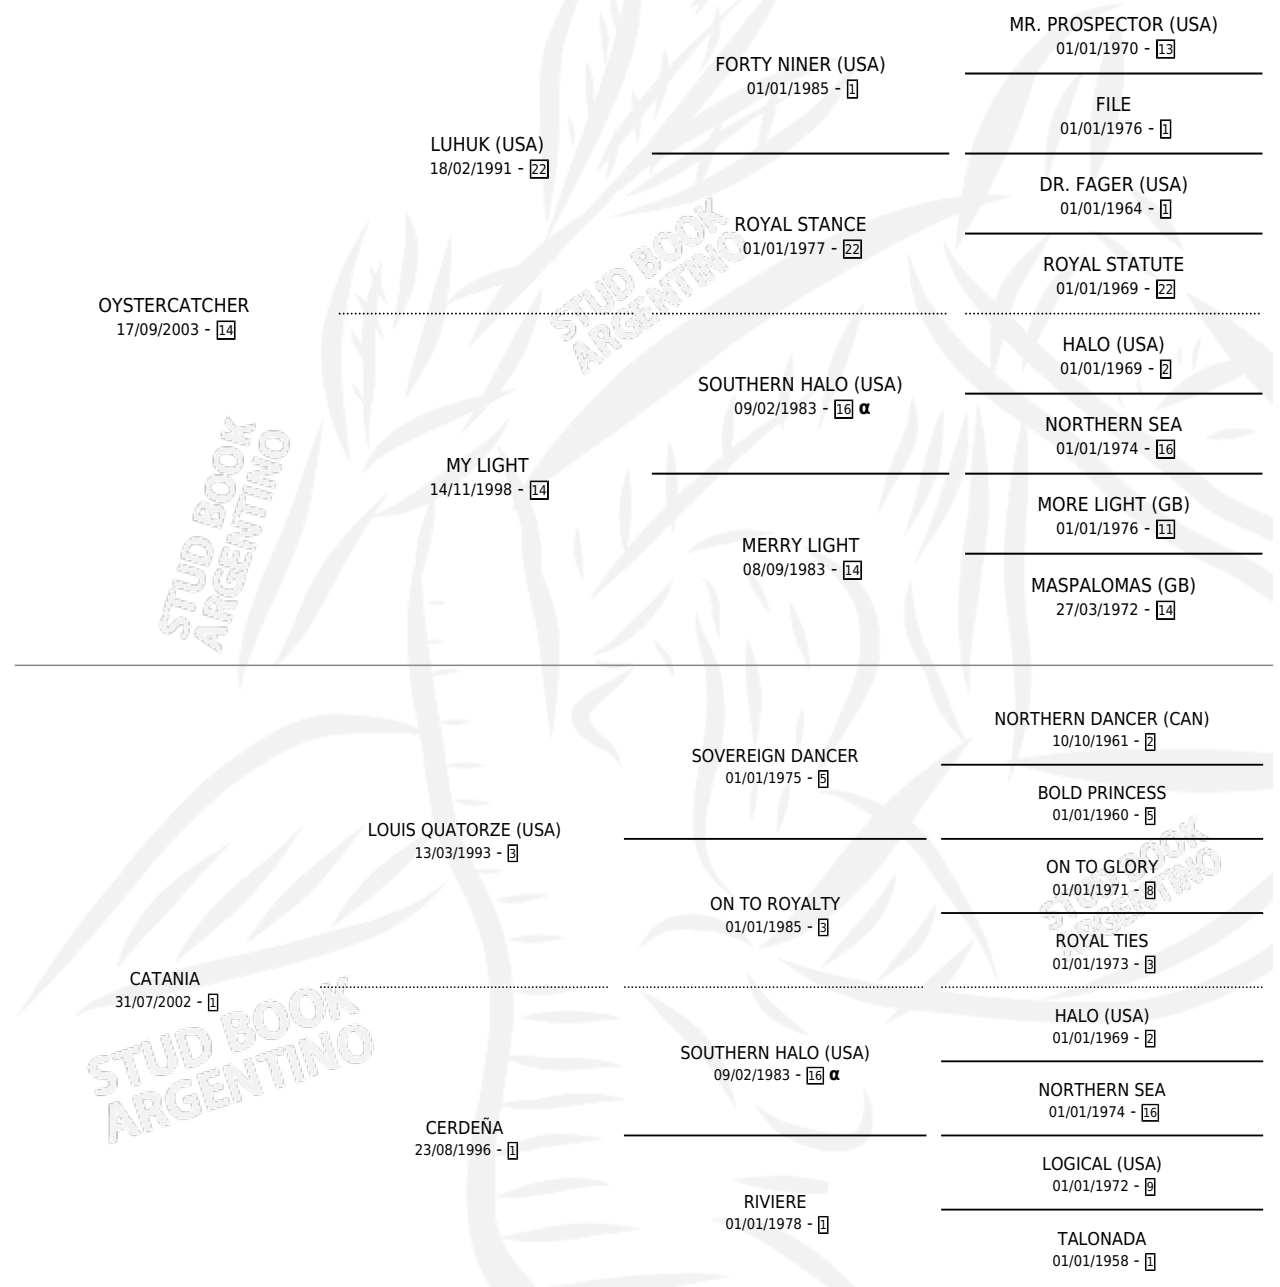 MR. PROSPECTOR (USA)
01/01/1970 - 13
FORTY NINER (USA)
01/01/1985 - 1
FILE
01/01/1976 - 1
LUHUK (USA)
18/02/1991 - 22
DR. FAGER (USA)
01/01/1964 - 1
ROYAL STANCE
01/01/1977 - 22
ROYAL STATUTE
01/01/1969 - 22
OYSTERCATCHER
17/09/2003 - 14
HALO (USA)
01/01/1969 - 2
SOUTHERN HALO (USA)
09/02/1983 - 16 α
NORTHERN SEA
01/01/1974 - 16
MY LIGHT
14/11/1998 - 14
MORE LIGHT (GB)
01/01/1976 - 11
MERRY LIGHT
08/09/1983 - 14
MASPALOMAS (GB)
27/03/1972 - 14
STUD BOOK
ARGENTINO
STUD BOOK
ARGENTINO
NORTHERN DANCER (CAN)
10/10/1961 - 2
SOVEREIGN DANCER
01/01/1975 - 5
BOLD PRINCESS
01/01/1960 - 5
LOUIS QUATORZE (USA)
13/03/1993 - 3
ON TO GLORY
01/01/1971 - 8
ON TO ROYALTY
01/01/1985 - 3
ROYAL TIES
01/01/1973 - 3
CATANIA
31/07/2002 - 1
HALO (USA)
01/01/1969 - 2
SOUTHERN HALO (USA)
09/02/1983 - 16 α
NORTHERN SEA
01/01/1974 - 16
CERDEÑA
23/08/1996 - 1
LOGICAL (USA)
01/01/1972 - 9
RIVIERE
01/01/1978 - 1
TALONADA
01/01/1958 - 1
STUD BOOK
ARGENTINO
STUD BOOK
ARGENTINO